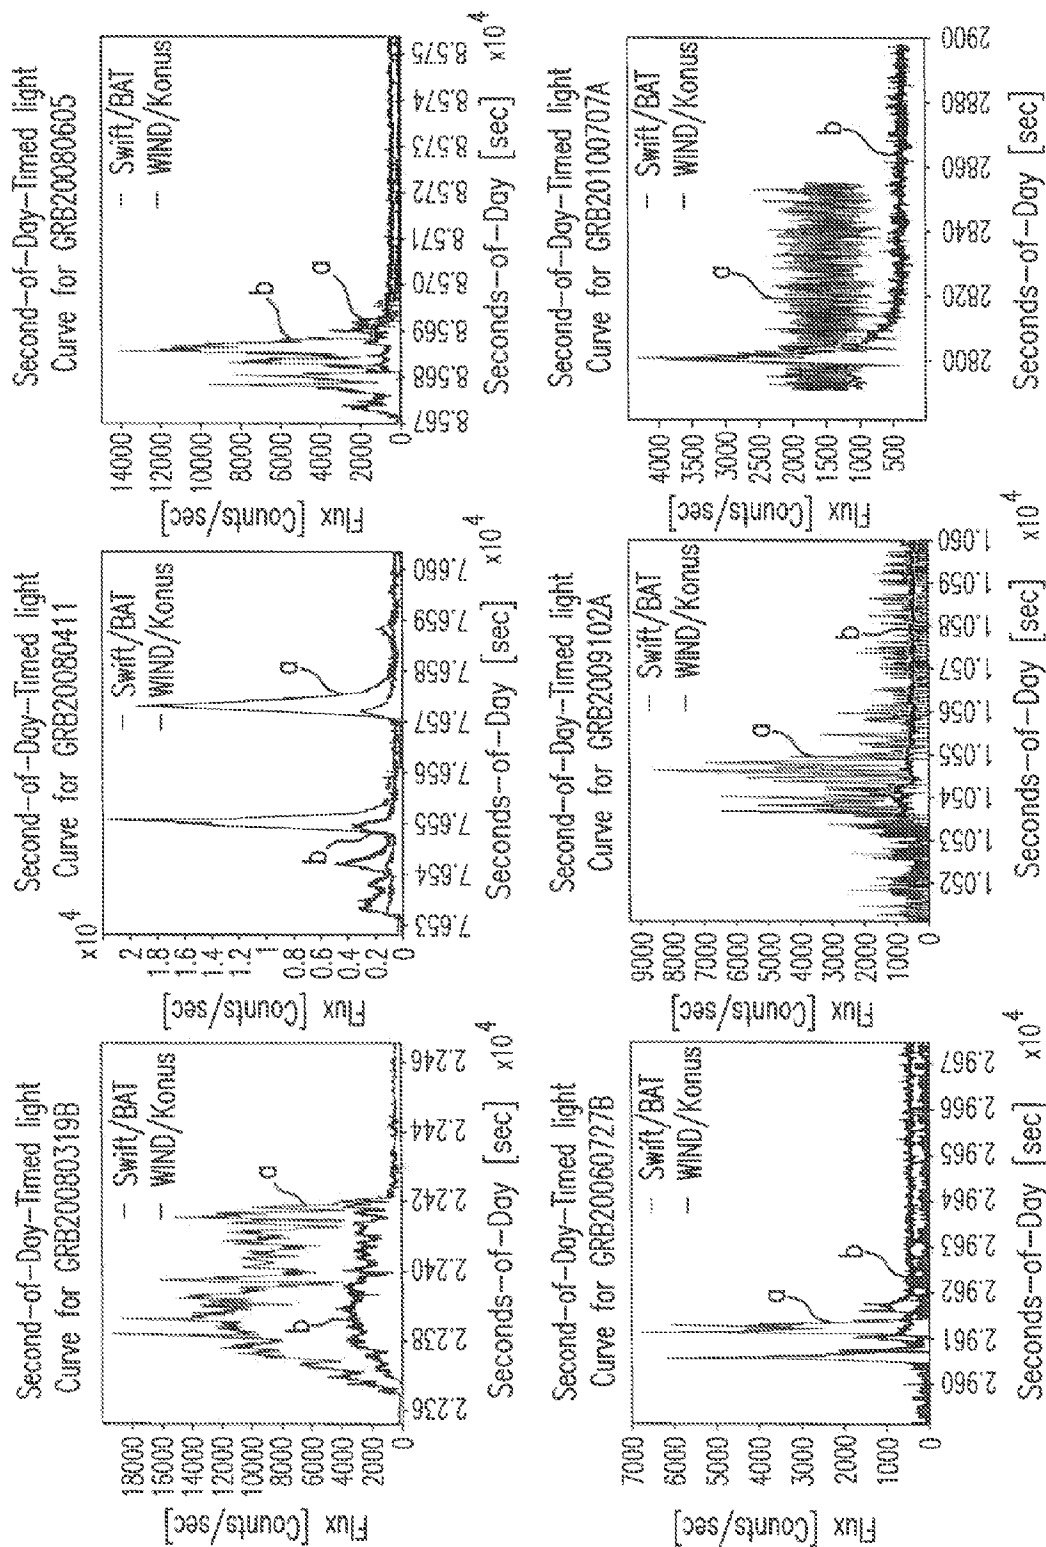 Second-of-Day-Timed light
Curve for GRB20080319B
Flux [Counts/sec]
18000
16000
14000
12000
10000
8000
6000
4000
2000
0
— Swift/BAT
— WIND/Konus
a
b
2.236 2.238 2.240 2.242 2.244 2.246
x10⁴
Seconds-of-Day [sec]
Second-of-Day-Timed light
Curve for GRB20080411
x10⁴
Flux [Counts/sec]
2
1.8
1.6
1.4
1.2
1
0.8
0.6
0.4
0.2
0
— Swift/BAT
— WIND/Konus
a
b
7.653 7.654 7.655 7.656 7.657 7.658 7.659 7.660
x10⁴
Seconds-of-Day [sec]
Second-of-Day-Timed light
Curve for GRB20080605
Flux [Counts/sec]
14000
12000
10000
8000
6000
4000
2000
0
— Swift/BAT
— WIND/Konus
b
a
8.567 8.568 8.569 8.570 8.571 8.572 8.573 8.574 8.575
x10⁴
Seconds-of-Day [sec]
Second-of-Day-Timed light
Curve for GRB20060727B
Flux [Counts/sec]
7000
6000
5000
4000
3000
2000
1000
0
— Swift/BAT
— WIND/Konus
a
b
2.960 2.961 2.962 2.963 2.964 2.965 2.966 2.967
x10⁴
Seconds-of-Day [sec]
Second-of-Day-Timed light
Curve for GRB2009102A
Flux [Counts/sec]
9000
8000
7000
6000
5000
4000
3000
2000
1000
0
— Swift/BAT
— WIND/Konus
a
b
1.052 1.053 1.054 1.055 1.056 1.057 1.058 1.059 1.060
x10⁴
Seconds-of-Day [sec]
Second-of-Day-Timed light
Curve for GRB20100707A
Flux [Counts/sec]
4000
3500
3000
2500
2000
1500
1000
500
— Swift/BAT
— WIND/Konus
a
b
2800 2820 2840 2860 2880 2900
Seconds-of-Day [sec]